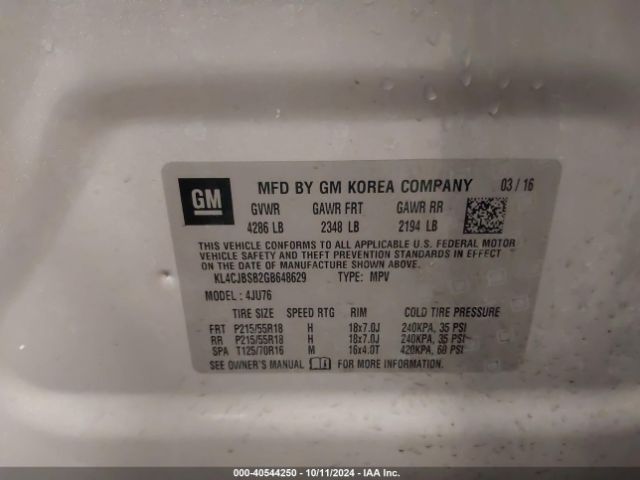 GM
MFD BY GM KOREA COMPANY 03 / 16
GVWR GAWR FRT GAWR RR
4286 LB 2348 LB 2194 LB
THIS VEHICLE CONFORMS TO ALL APPLICABLE U.S. FEDERAL MOTOR
VEHICLE SAFETY AND THEFT PREVENTION STANDARDS IN EFFECT
ON THE DATE OF MANUFACTURE SHOWN ABOVE.
KL4CJBSB2GB648629 TYPE: MPV
MODEL : 4JU76
TIRE SIZE SPEED RTG RIM COLD TIRE PRESSURE
FRT P215/55R18 H 18x7.0J 240KPA, 35 PSI
RR P215/55R18 H 18x7.0J 240KPA, 35 PSI
SPA T125/70R16 M 16x4.0T 420KPA, 60 PSI
SEE OWNER'S MANUAL FOR MORE INFORMATION.
000-40544250 - 10/11/2024 - IAA Inc.